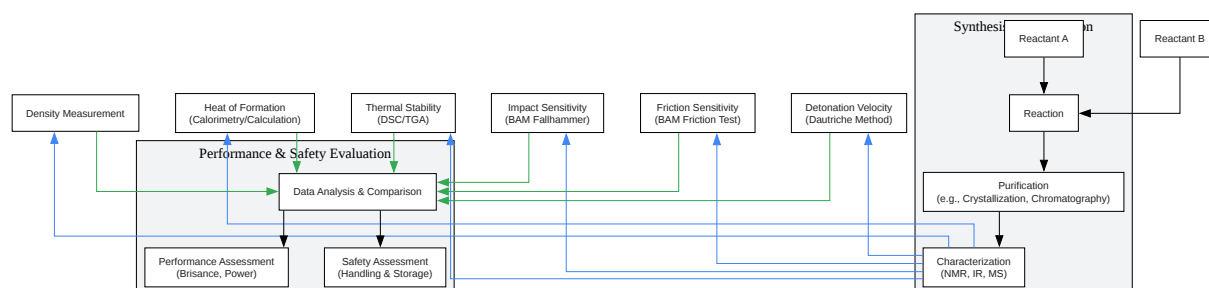 Synthesis
Reactant A
Reactant B
Density Measurement
Heat of Formation
(Calorimetry/Calculation)
Thermal Stability
(DSC/TGA)
Impact Sensitivity
(BAM Fallhammer)
Friction Sensitivity
(BAM Friction Test)
Detonation Velocity
(Dautriche Method)
Reaction
Performance & Safety Evaluation
Data Analysis & Comparison
Purification
(e.g., Crystallization, Chromatography)
Performance Assessment
(Brisance, Power)
Safety Assessment
(Handling & Storage)
Characterization
(NMR, IR, MS)